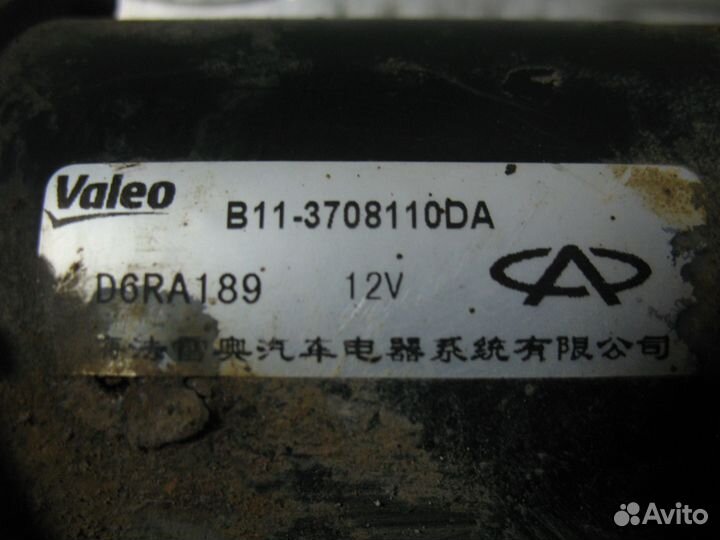 Valeo
B11-3708110DA
D6RA189 12V
法雷奥汽车电器系统有限公司
Avito